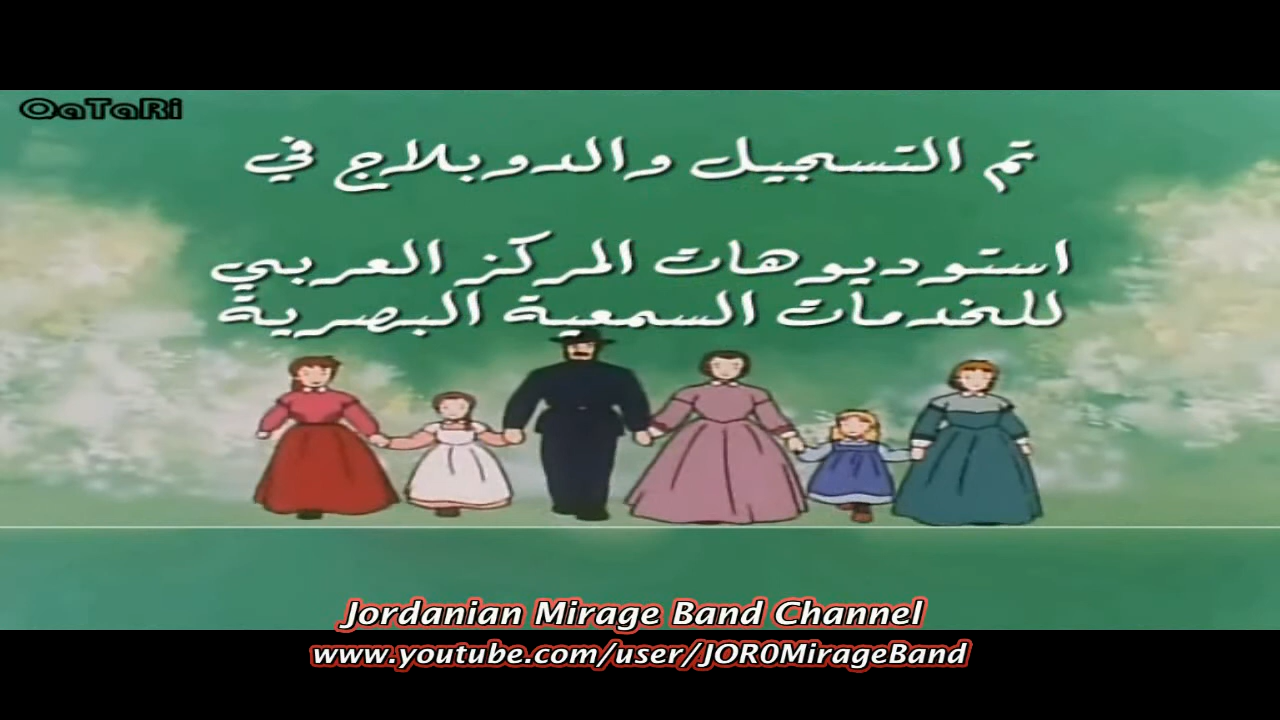 QaTaRi
تم التسجيل والدوبلاج في
استوديوهات المركز العربي
للخدمات السمعية البصرية
Jordanian Mirage Band Channel
www.youtube.com/user/JOR0MirageBand